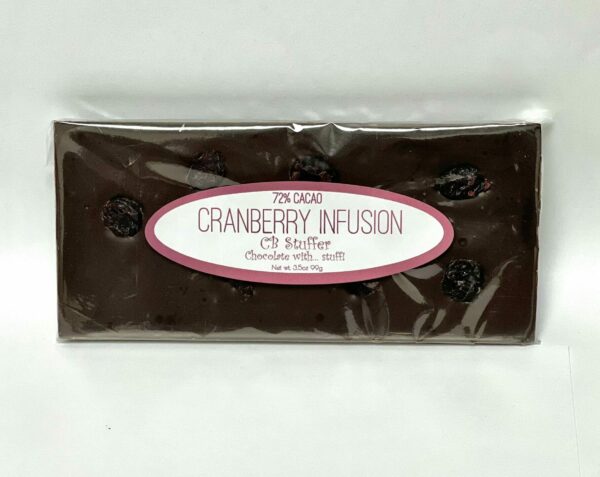 72% CACAO
CRANBERRY INFUSION
CB Stuffer
Chocolate with... stuff!
Net wt 3.5oz 99g